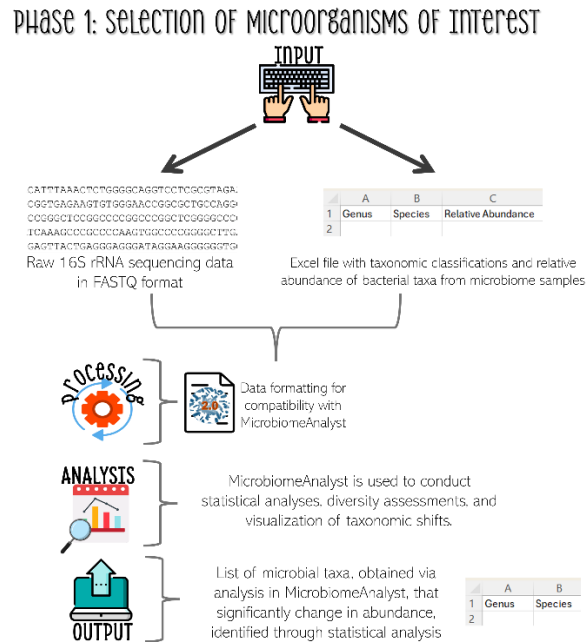 Phase 1: Selection of Microorganisms of Interest
INPUT
CATTTAAACTCTGGGGCAGGTCCTCGCGTAGA
CGGTGAGAAGTGTGGGAACCGGCGCTGCCAGG
CCGGGCTCCGGCCCCGGCCCGGCTCGGGGCCC
TCAAAGCCCGCCCCAAGTGGCCCCGGGGCTTG
GAGTTACTGAGGGAGGGATAGGAAGGGGGGTG
Raw 16S rRNA sequencing data
in FASTQ format
A B C
1 Genus Species Relative Abundance
2
Excel file with taxonomic classifications and relative
abundance of bacterial taxa from microbiome samples
Processing
2.0
Data formatting for
compatibility with
MicrobiomeAnalyst
ANALYSIS
MicrobiomeAnalyst is used to conduct
statistical analyses, diversity assessments, and
visualization of taxonomic shifts.
OUTPUT
List of microbial taxa, obtained via
analysis in MicrobiomeAnalyst, that
significantly change in abundance,
identified through statistical analysis
A B
1 Genus Species
2